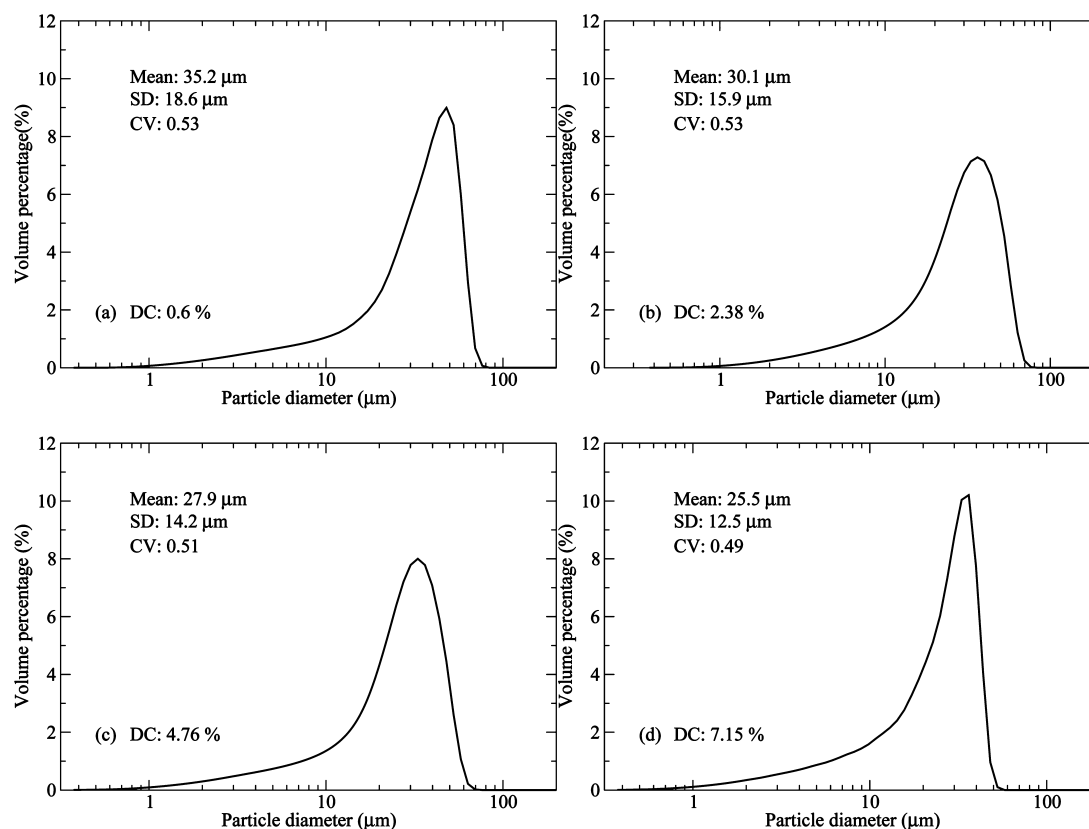 12
10
8
6
4
2
0
Volume percentage(%)
Mean: 35.2 μm
SD: 18.6 μm
CV: 0.53
(a) DC: 0.6 %
1 10 100
Particle diameter (μm)
12
10
8
6
4
2
0
Volume percentage(%)
Mean: 30.1 μm
SD: 15.9 μm
CV: 0.53
(b) DC: 2.38 %
1 10 100
Particle diameter (μm)
12
10
8
6
4
2
0
Volume percentage (%)
Mean: 27.9 μm
SD: 14.2 μm
CV: 0.51
(c) DC: 4.76 %
1 10 100
Particle diameter (μm)
12
10
8
6
4
2
0
Volume percentage (%)
Mean: 25.5 μm
SD: 12.5 μm
CV: 0.49
(d) DC: 7.15 %
1 10 100
Particle diameter (μm)